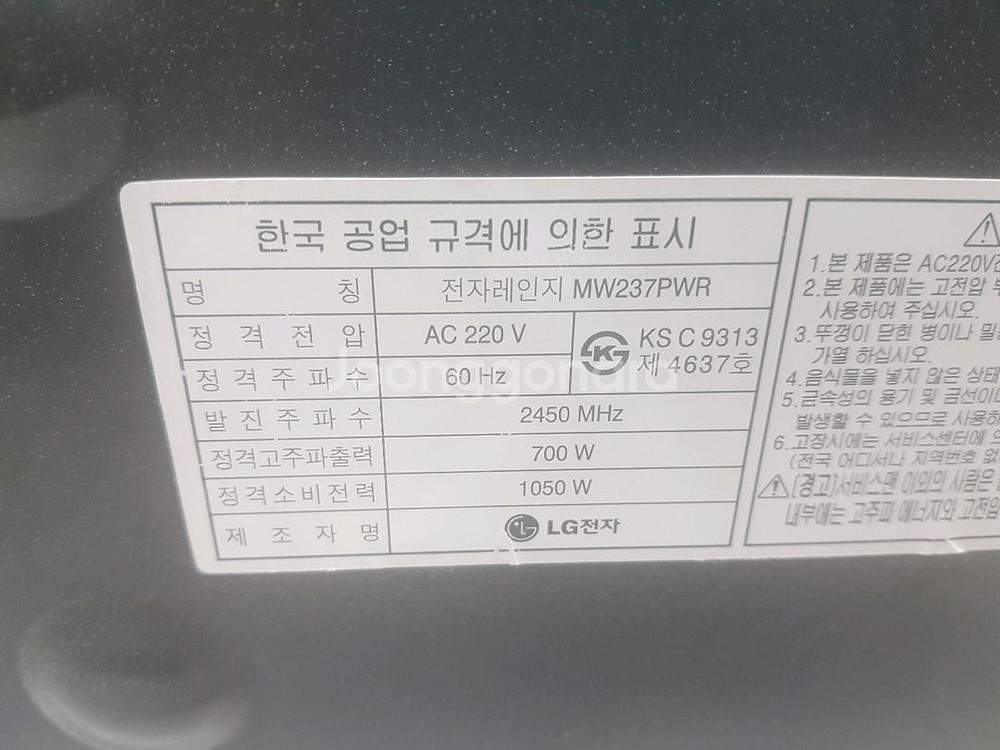 한국 공업 규격에 의한 표시
명 칭 전자레인지 MW237PWR
정 격 전 압 AC 220 V
KS C 9313
제 4637호
정 격 주 파 수 60 Hz
발 진 주 파 수 2450 MHz
정격고주파출력 700 W
정격소비전력 1050 W
제 조 자 명 LG전자
Joonggonara
1.본 제품은 AC220V
2.본 제품에는 고전압
사용하여 주십시오.
3.뚜껑이 닫힌 병이나
가열 하십시오.
4.음식물을 넣지 않은 상태
5.금속성의 용기 및
발생할 수 있으므로
6.고장시에는 서비스센터에
(전국 어디서나 지역번호
(경고)서비스맨 이외의 사람은
내부에는 고주파 에너지와 고전압